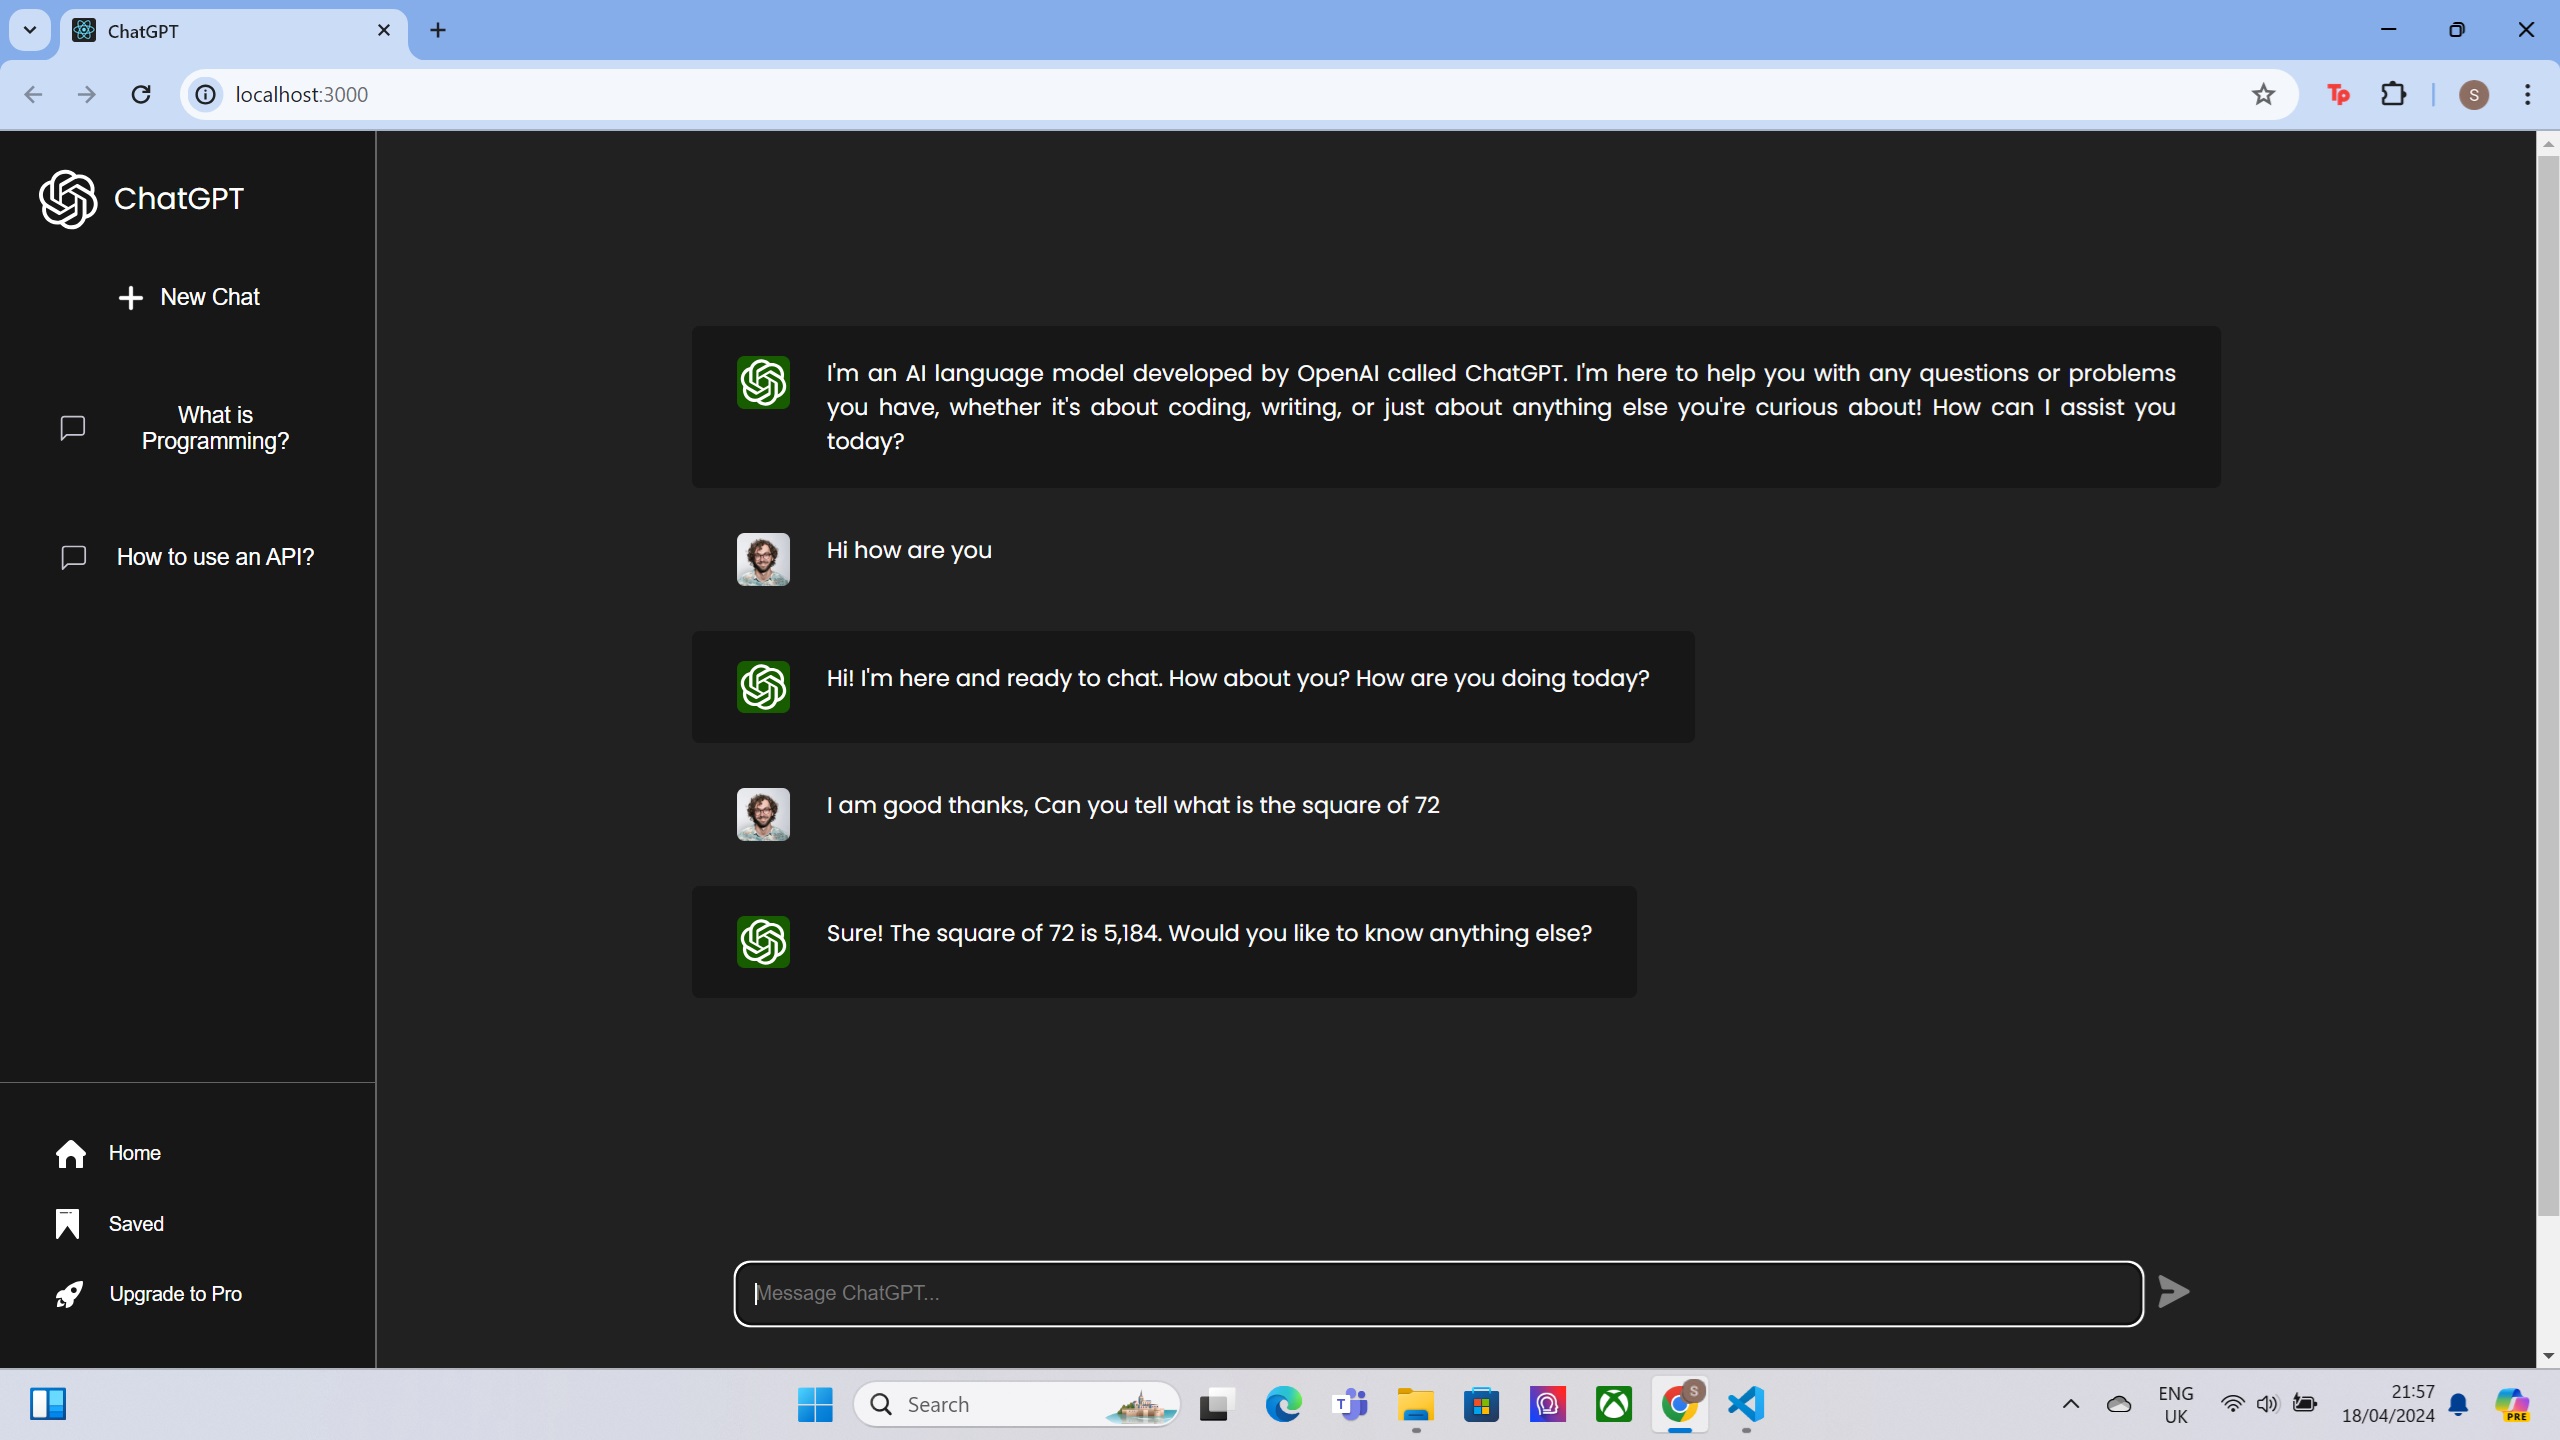 ChatGPT
localhost:3000
Tp
S
ChatGPT
New Chat
What is
Programming?
How to use an API?
Home
Saved
Upgrade to Pro
I'm an AI language model developed by OpenAI called ChatGPT. I'm here to help you with any questions or problems
you have, whether it's about coding, writing, or just about anything else you're curious about! How can I assist you
today?
Hi how are you
Hi! I'm here and ready to chat. How about you? How are you doing today?
I am good thanks, Can you tell what is the square of 72
Sure! The square of 72 is 5,184. Would you like to know anything else?
Message ChatGPT...
Search
T
S
ENG
UK
21:57
18/04/2024
PRE